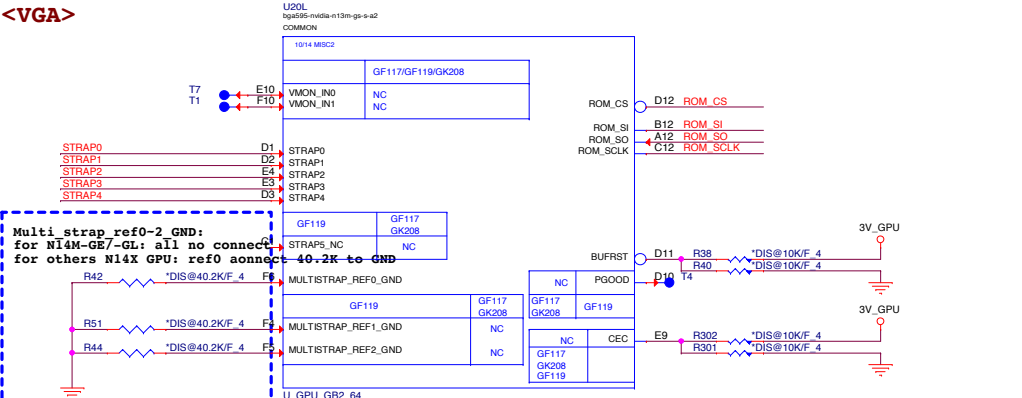 <VGA>
U20L
bga595-nvidia-n13m-gs-s-a2
COMMON
10/14 MISC2
GF117/GF119/GK208
T7 E10 VMON_IN0 NC
T1 F10 VMON_IN1 NC
ROM_CS D12 ROM_CS
ROM_SI B12 ROM_SI
ROM_SO A12 ROM_SO
ROM_SCLK C12 ROM_SCLK
STRAP0 D1 STRAP0
STRAP1 D2 STRAP1
STRAP2 E4 STRAP2
STRAP3 E3 STRAP3
STRAP4 D3 STRAP4
GF119 GF117
GK208
STRAP5_NC NC
Multi_strap_ref0~2_GND:
for N14M-GE/-GL: all no connect
for others N14X GPU: ref0 aonnect 40.2K to GND
3V_GPU
BUFRST D11 R38 *DIS@10K/F_4
R40 *DIS@10K/F_4
R42 *DIS@40.2K/F_4 F6 MULTISTRAP_REF0_GND
NC PGOOD D10 T4
GF119 GF117
GK208
GF117
GK208 GF119
3V_GPU
R51 *DIS@40.2K/F_4 F4 MULTISTRAP_REF1_GND NC
R44 *DIS@40.2K/F_4 F5 MULTISTRAP_REF2_GND NC
NC CEC E9 R302 *DIS@10K/F_4
R301 *DIS@10K/F_4
GF117
GK208
GF119
U_GPU_GB2_64